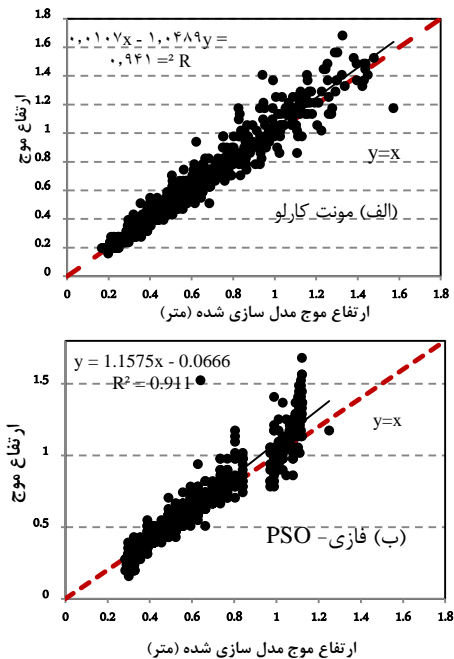 1.8
۰,۰۱۰۷x - ۱,۰۴۸۹y =
۰,۹۴۱ =² R
1.6
1.4
1.2
1
0.8
0.6
0.4
0.2
0
ارتفاع موج
y=x
(الف) مونت کارلو
0 0.2 0.4 0.6 0.8 1 1.2 1.4 1.6 1.8
ارتفاع موج مدل سازی شده (متر)
y = 1.1575x - 0.0666
R² = 0.911
1.5
1
0.5
0
ارتفاع موج
y=x
(ب) فازی- PSO
0 0.2 0.4 0.6 0.8 1 1.2 1.4 1.6 1.8
ارتفاع موج مدل سازی شده (متر)